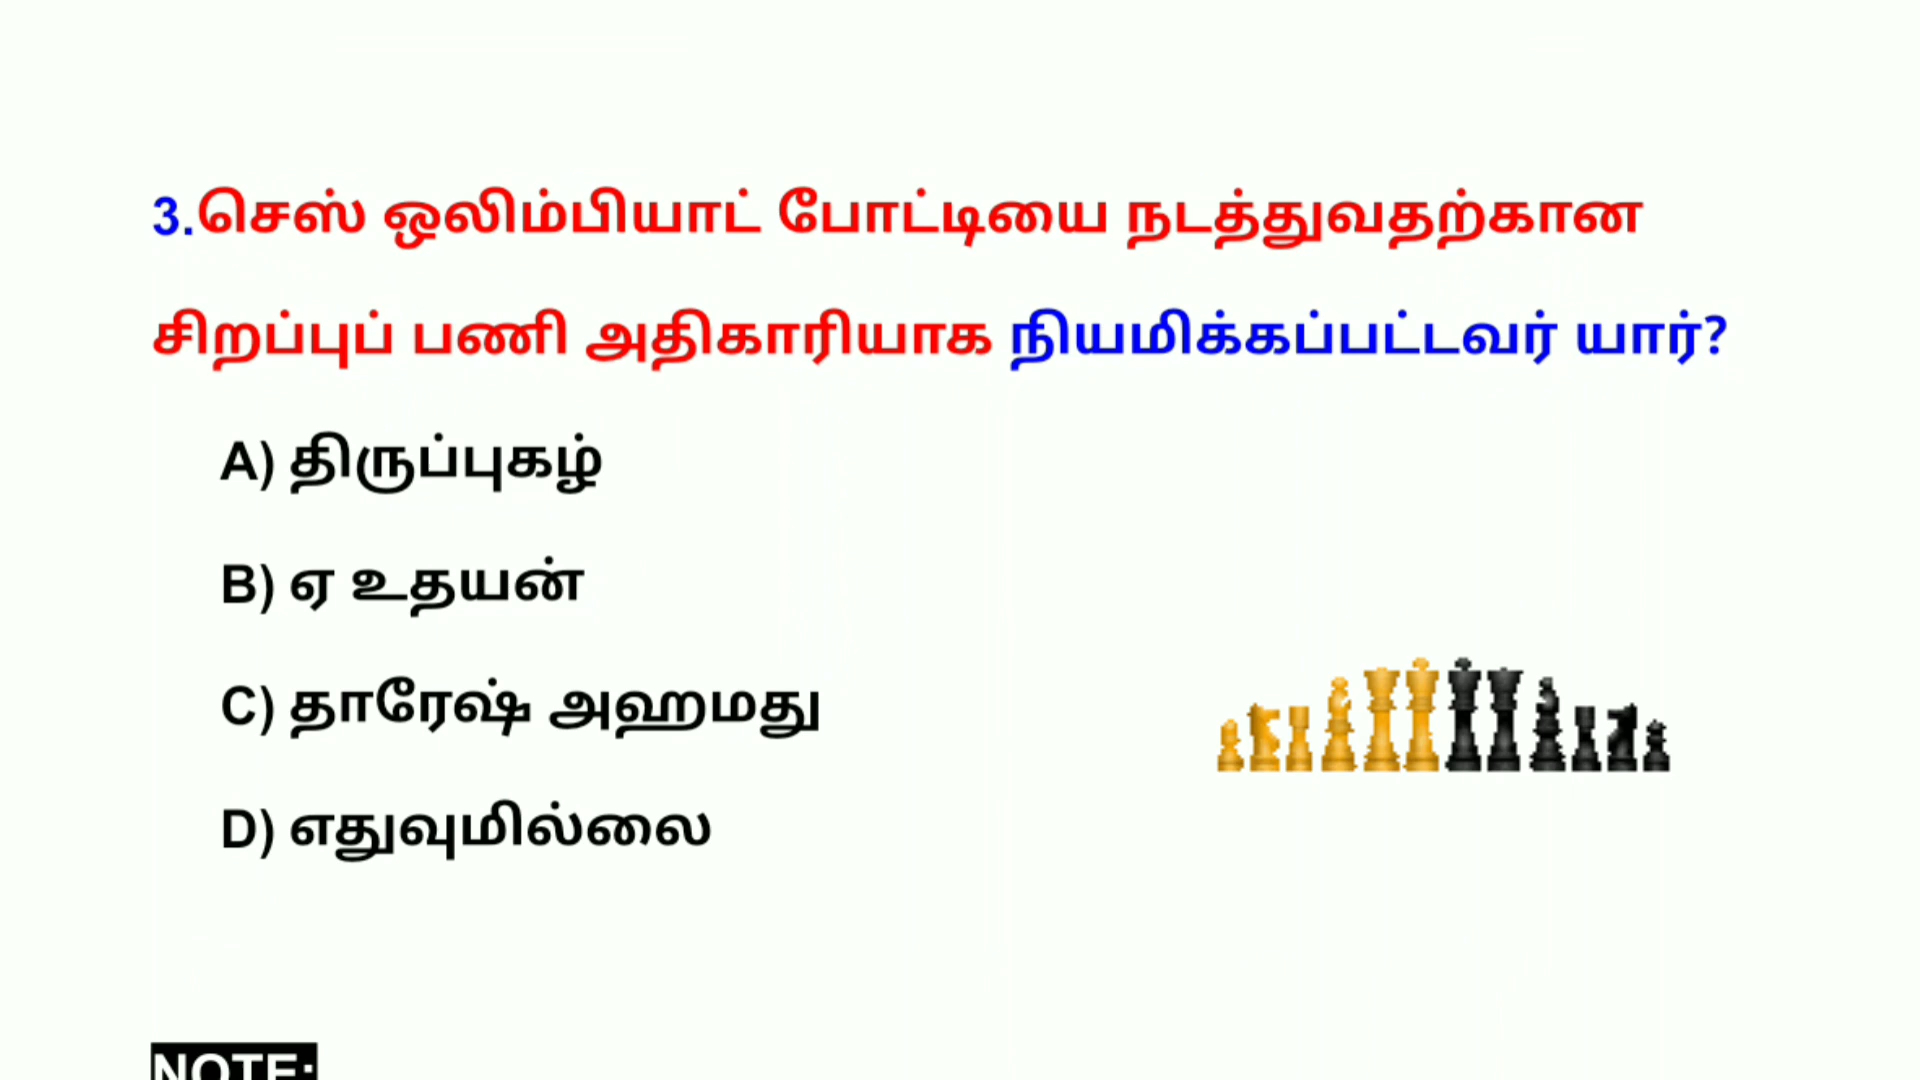 3.செஸ் ஒலிம்பியாட் போட்டியை நடத்துவதற்கான
சிறப்புப் பணி அதிகாரியாக நியமிக்கப்பட்டவர் யார்?
A) திருப்புகழ்
B) ஏ உதயன்
C) தாரேஷ் அஹமது
D) எதுவுமில்லை
NOTE: